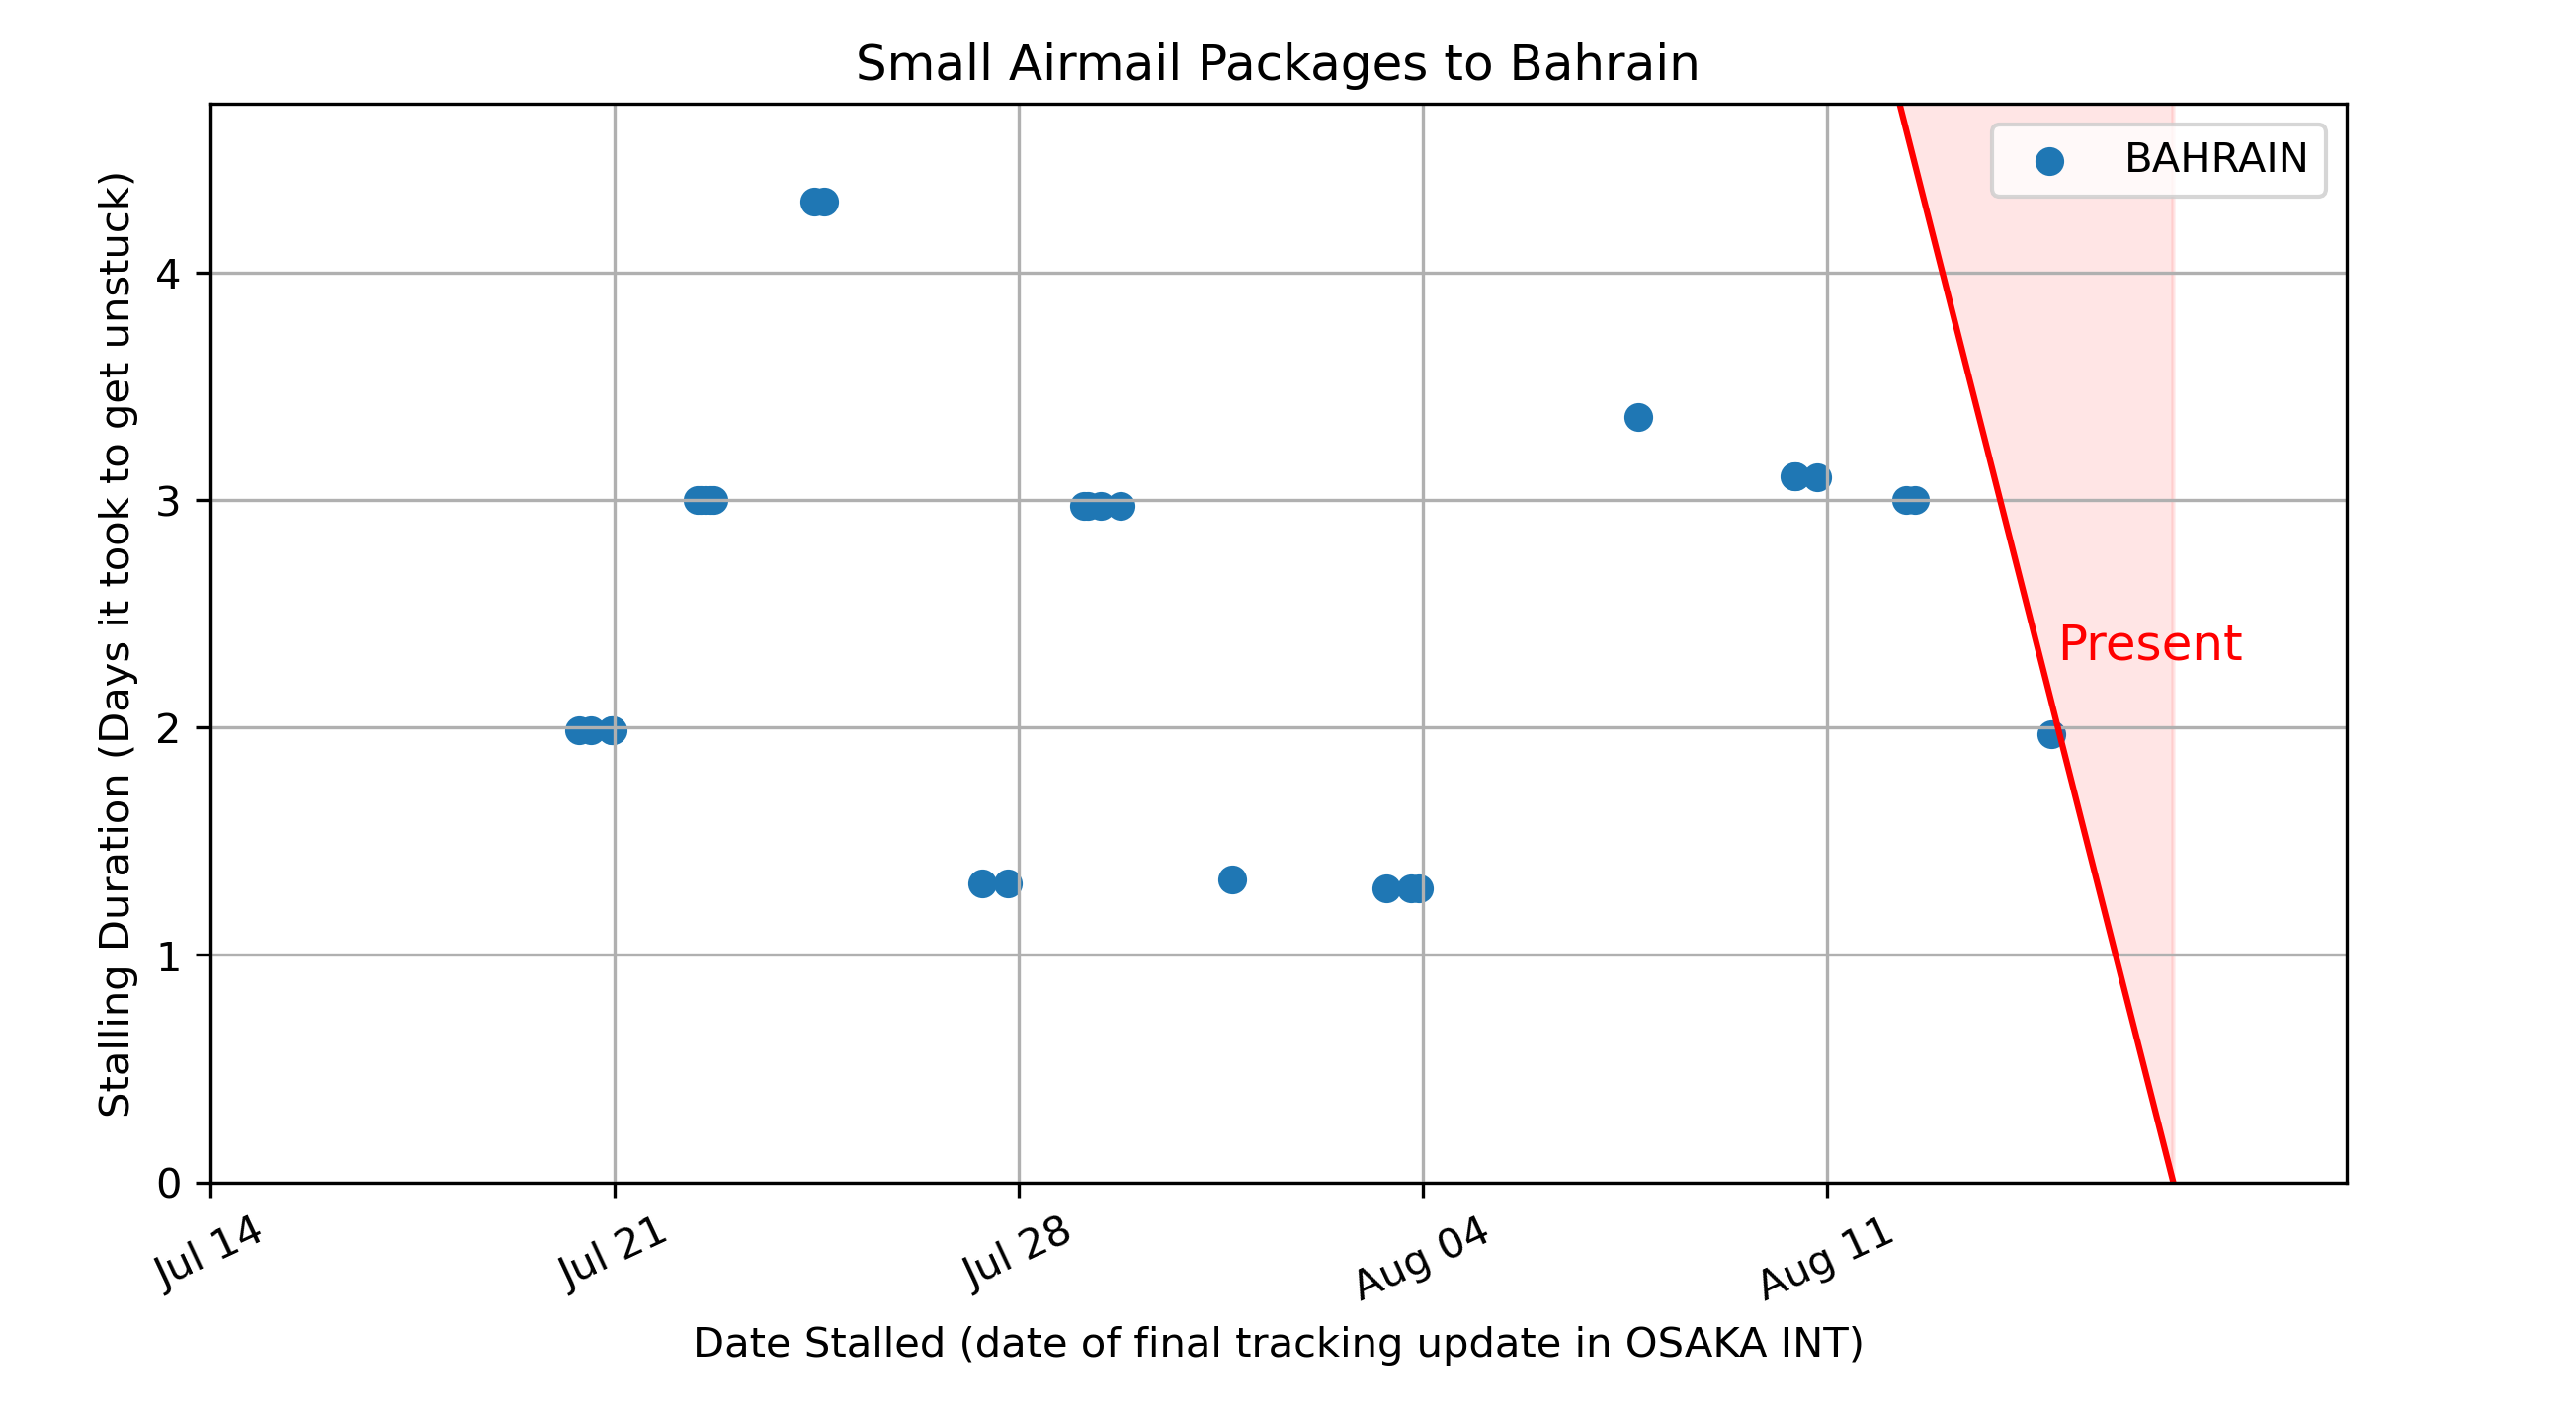 Small Airmail Packages to Bahrain
BAHRAIN
Stalling Duration (Days it took to get unstuck)
4
3
2
1
0
Present
Jul 14
Jul 21
Jul 28
Aug 04
Aug 11
Date Stalled (date of final tracking update in OSAKA INT)